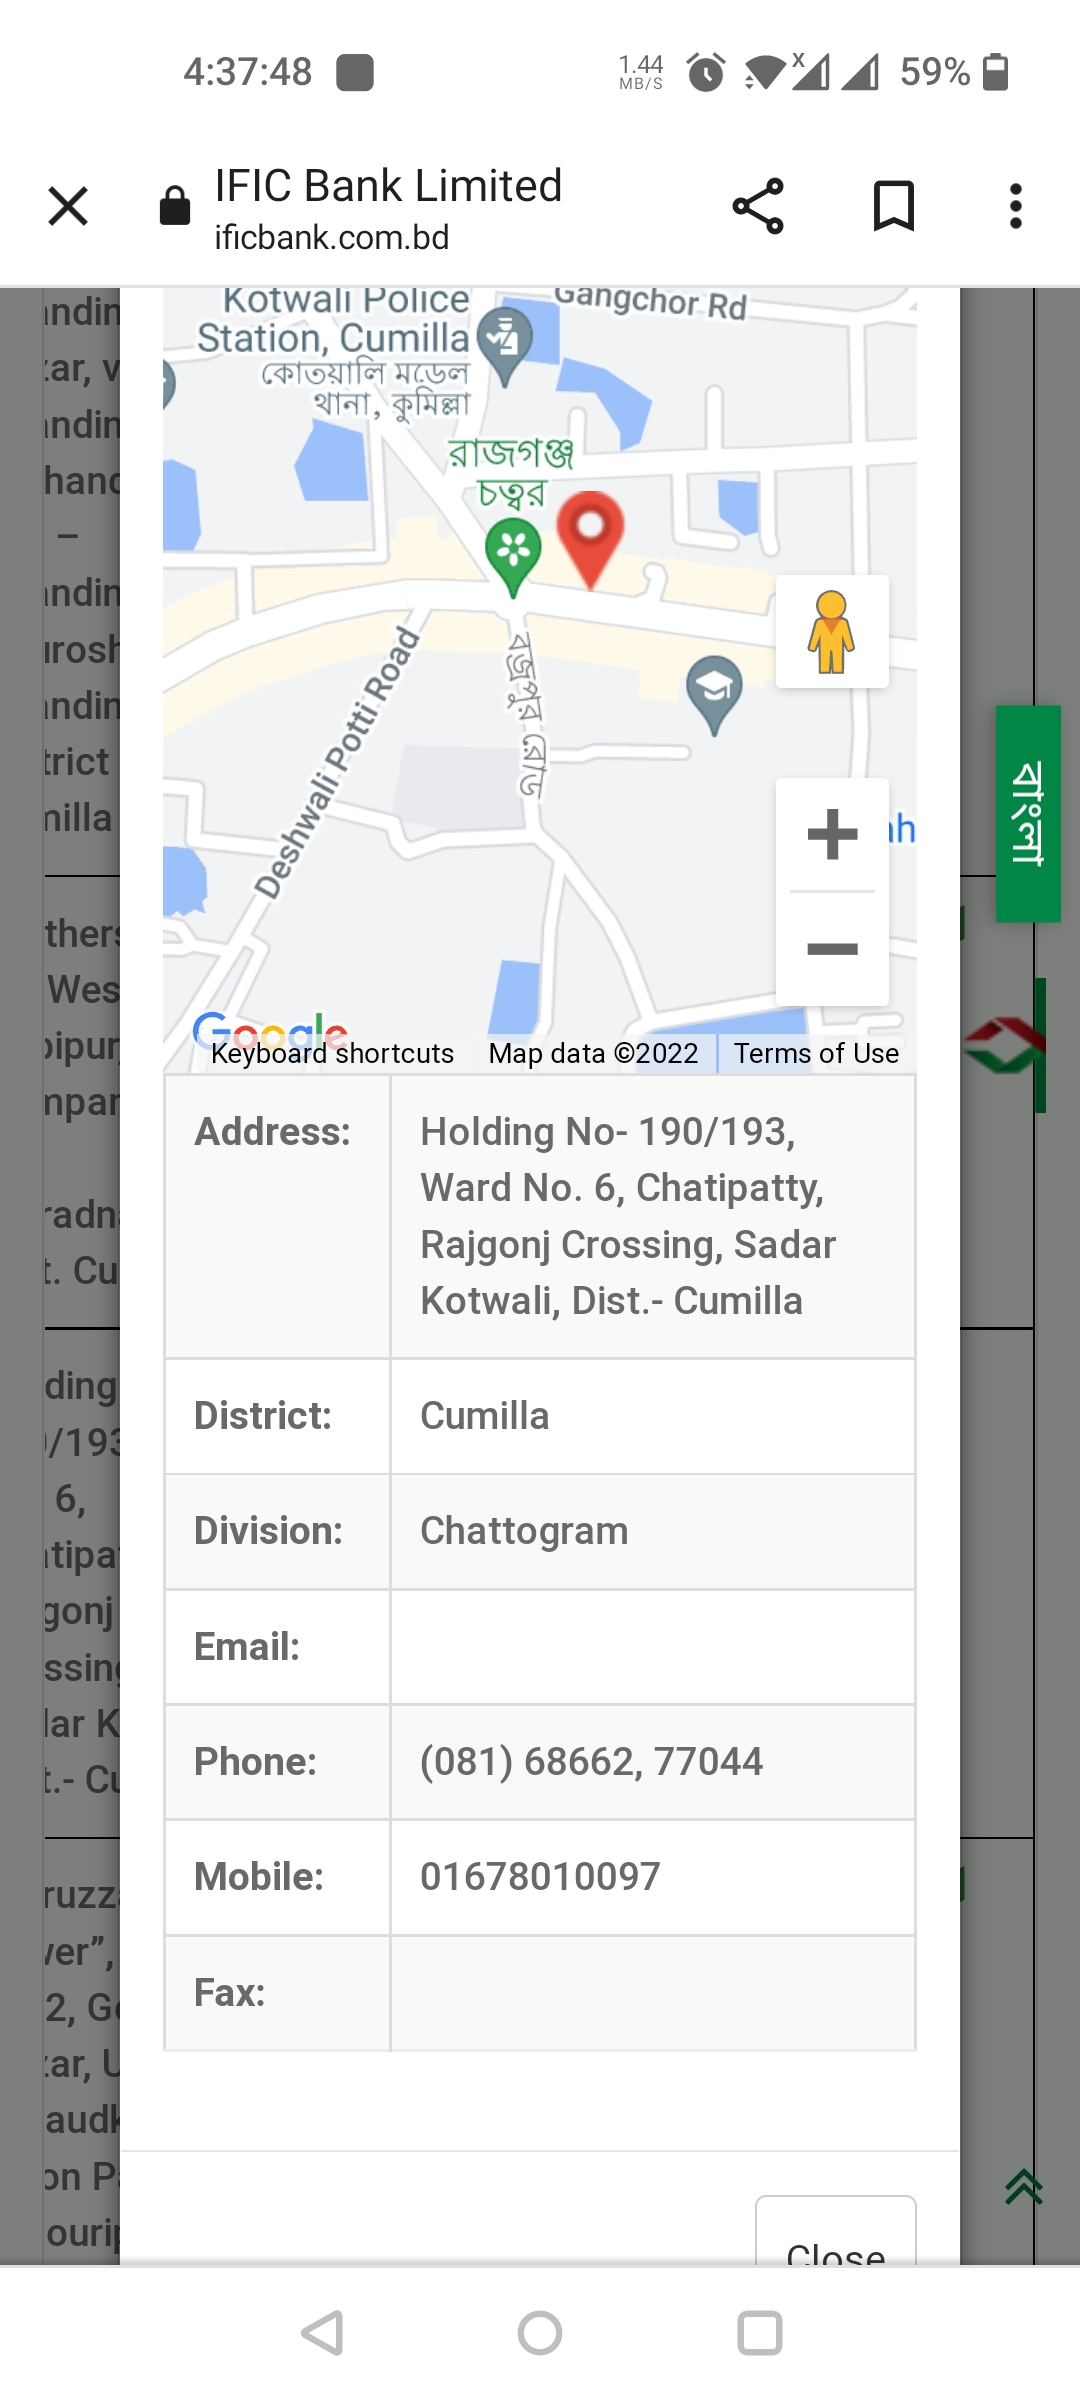 4:37:48
1.44
MB/S
59%
IFIC Bank Limited
ificbank.com.bd
Kotwali Police
Station, Cumilla
কোতয়ালি মডেল
থানা, কুমিল্লা
Gangchor Rd
রাজগঞ্জ
চত্বর
Deshwali Potti Road
বজ্রপুর রোড
বাংলা
Google
Keyboard shortcuts
Map data ©2022
Terms of Use
Address:
Holding No- 190/193,
Ward No. 6, Chatipatty,
Rajgonj Crossing, Sadar
Kotwali, Dist.- Cumilla
District:
Cumilla
Division:
Chattogram
Email:
Phone:
(081) 68662, 77044
Mobile:
01678010097
Fax:
Close